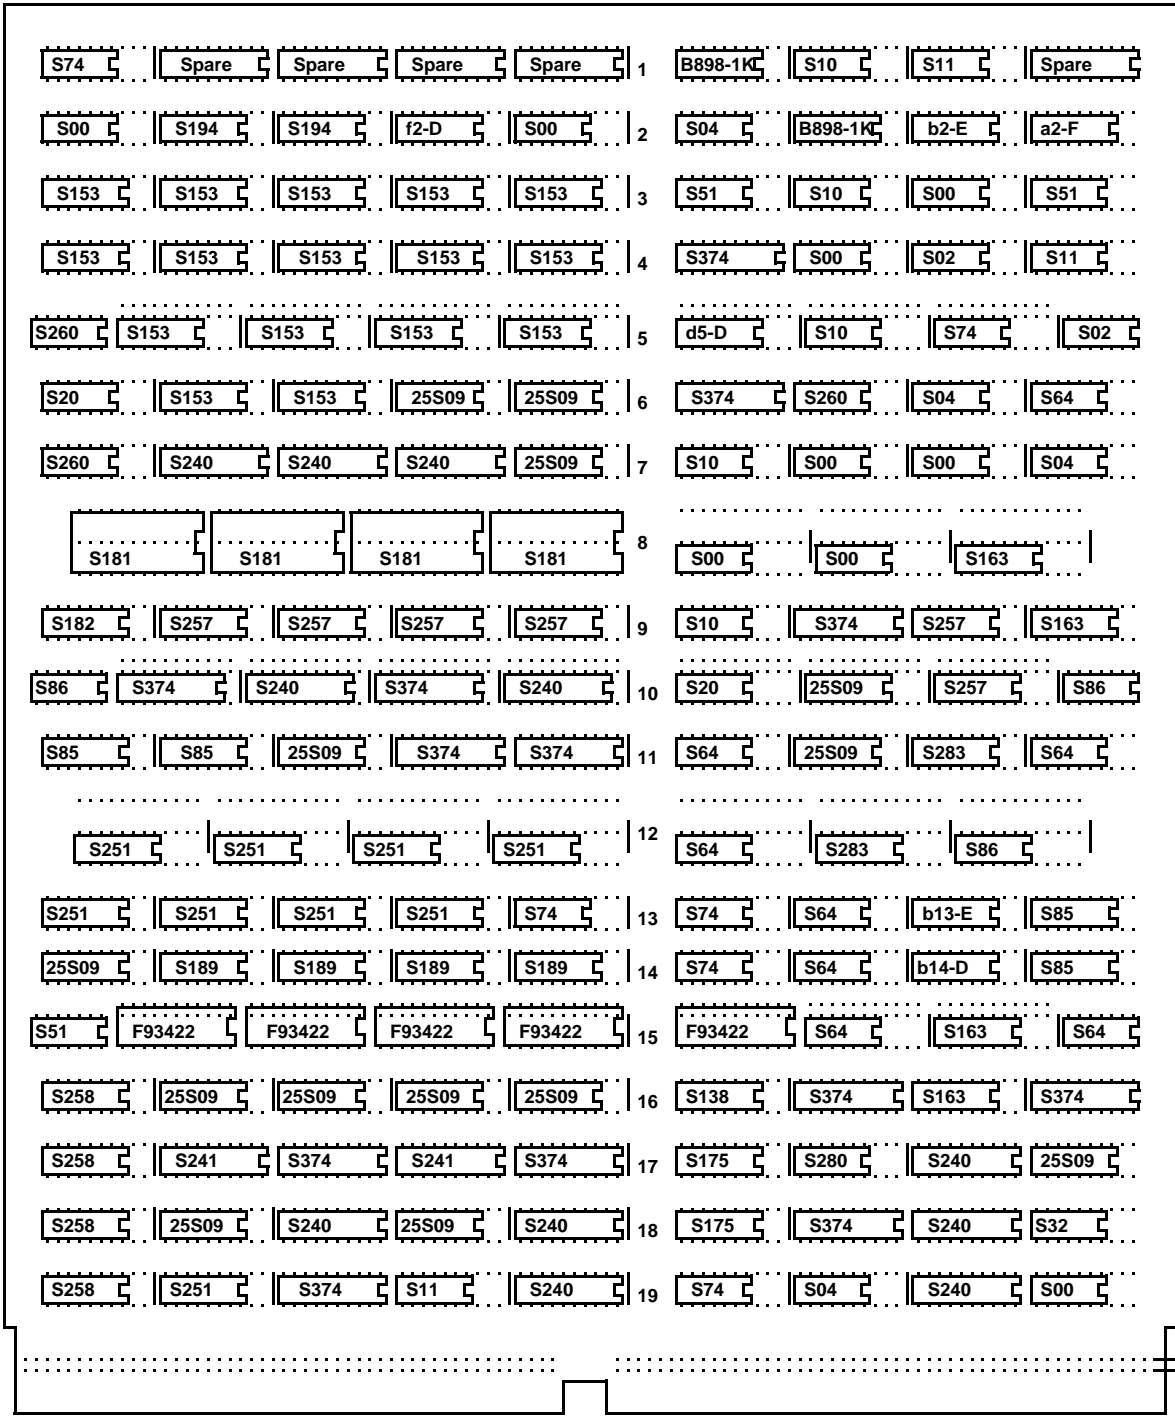 S74 Spare Spare Spare Spare 1 B898-1K S10 S11 Spare
S00 S194 S194 f2-D S00 2 S04 B898-1K b2-E a2-F
S153 S153 S153 S153 S153 3 S51 S10 S00 S51
S153 S153 S153 S153 S153 4 S374 S00 S02 S11
S260 S153 S153 S153 S153 5 d5-D S10 S74 S02
S20 S153 S153 25S09 25S09 6 S374 S260 S04 S64
S260 S240 S240 S240 25S09 7 S10 S00 S00 S04
S181 S181 S181 S181 8 S00 S00 S163
S182 S257 S257 S257 S257 9 S10 S374 S257 S163
S86 S374 S240 S374 S240 10 S20 25S09 S257 S86
S85 S85 25S09 S374 S374 11 S64 25S09 S283 S64
S251 S251 S251 S251 12 S64 S283 S86
S251 S251 S251 S251 S74 13 S74 S64 b13-E S85
25S09 S189 S189 S189 S189 14 S74 S64 b14-D S85
S51 F93422 F93422 F93422 F93422 15 F93422 S64 S163 S64
S258 25S09 25S09 25S09 25S09 16 S138 S374 S163 S374
S258 S241 S374 S241 S374 17 S175 S280 S240 25S09
S258 25S09 S240 25S09 S240 18 S175 S374 S240 S32
S258 S251 S374 S11 S240 19 S74 S04 S240 S00